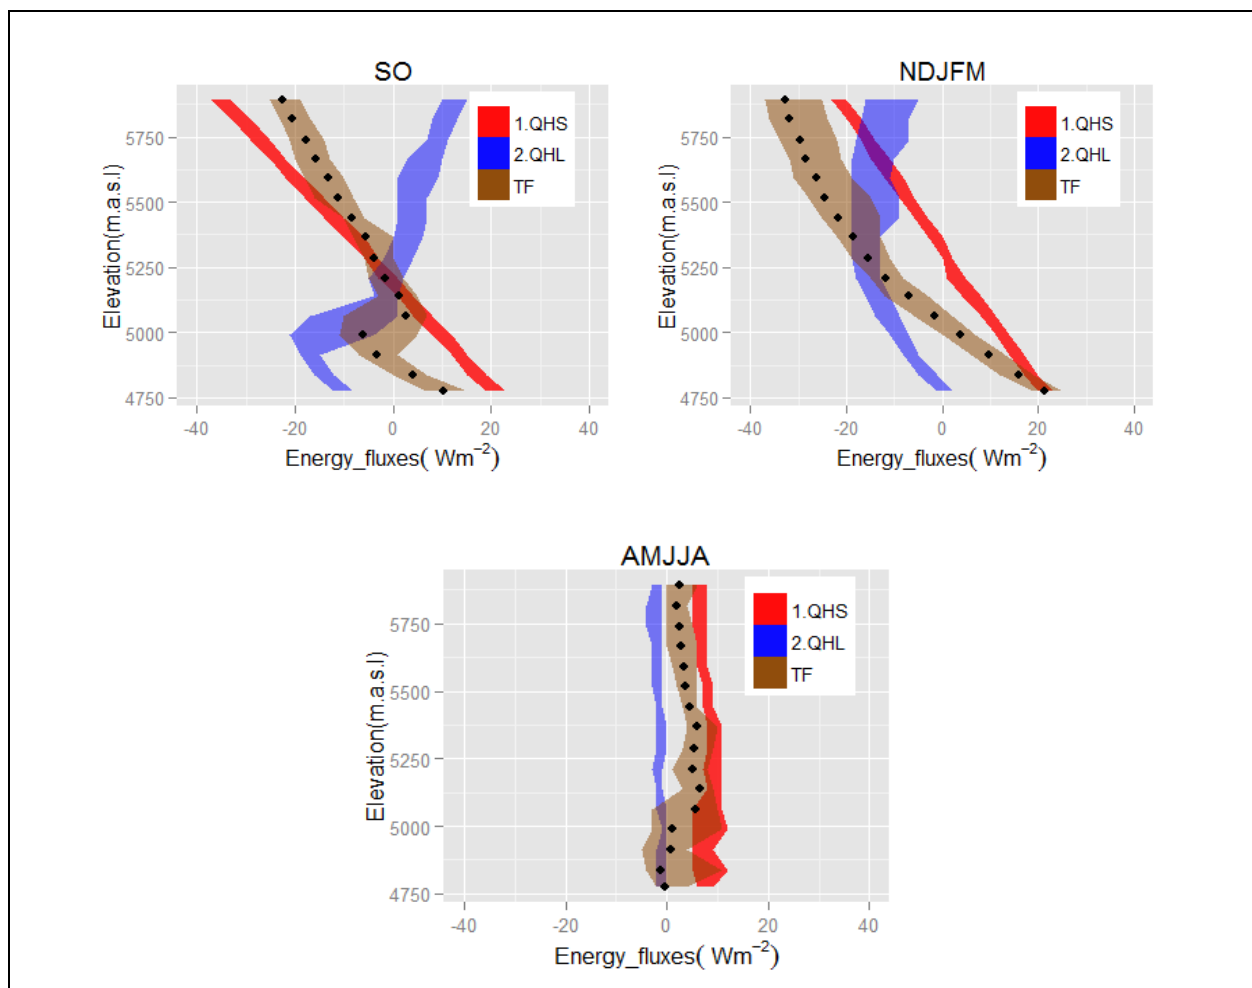 SO
1.QHS
2.QHL
TF
Elevation(m.a.s.l)
5750
5500
5250
5000
4750
-40
-20
0
20
40
Energy_fluxes( Wm⁻²)
NDJFM
1.QHS
2.QHL
TF
Elevation(m.a.s.l)
5750
5500
5250
5000
4750
-40
-20
0
20
40
Energy_fluxes( Wm⁻²)
AMJJA
1.QHS
2.QHL
TF
Elevation(m.a.s.l)
5750
5500
5250
5000
4750
-40
-20
0
20
40
Energy_fluxes( Wm⁻²)